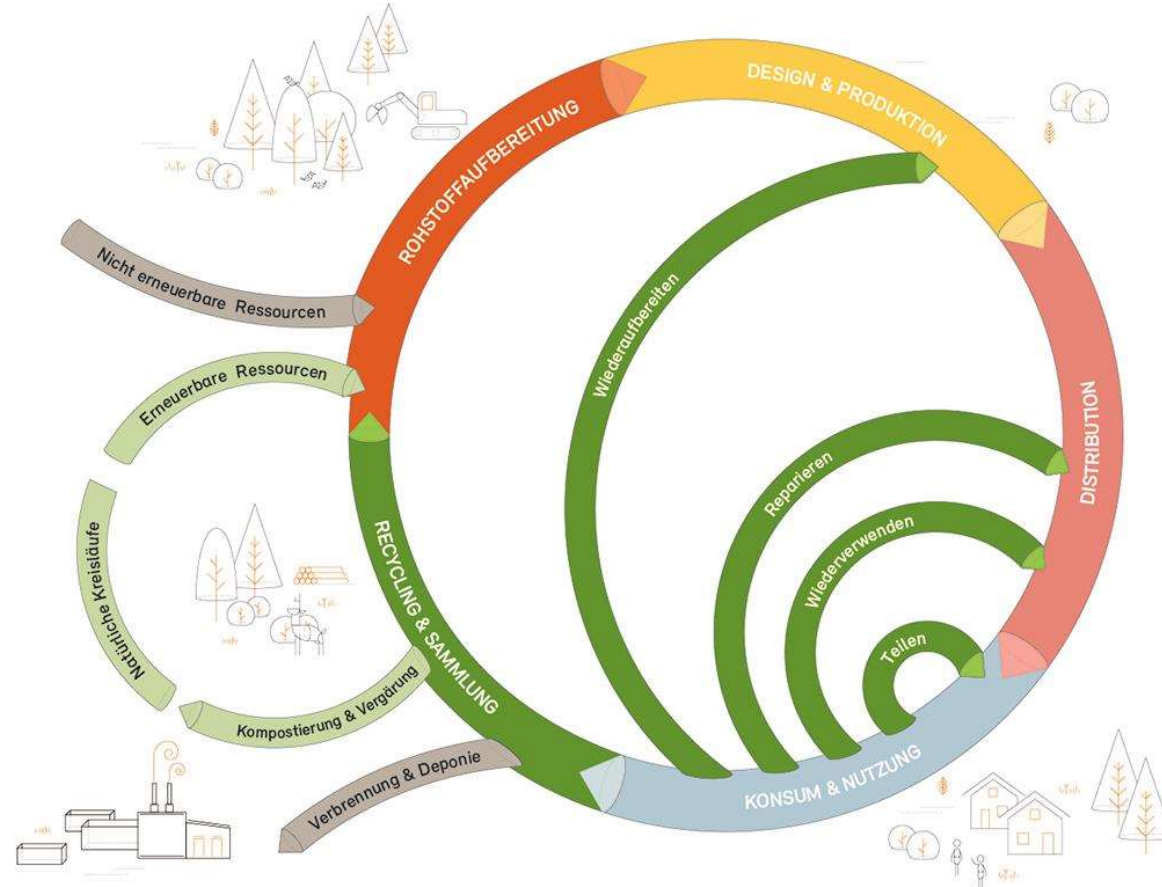 DESIGN & PRODUKTION
ROHSTOFFAUFBEREITUNG
Nicht erneuerbare Ressourcen
Wiederaufbereiten
Erneuerbare Ressourcen
DISTRIBUTION
Reparieren
Wiederverwenden
Natürliche Kreisläufe
RECYCLING & SAMMLUNG
Teilen
Kompostierung & Vergärung
Verbrennung & Deponie
KONSUM & NUTZUNG